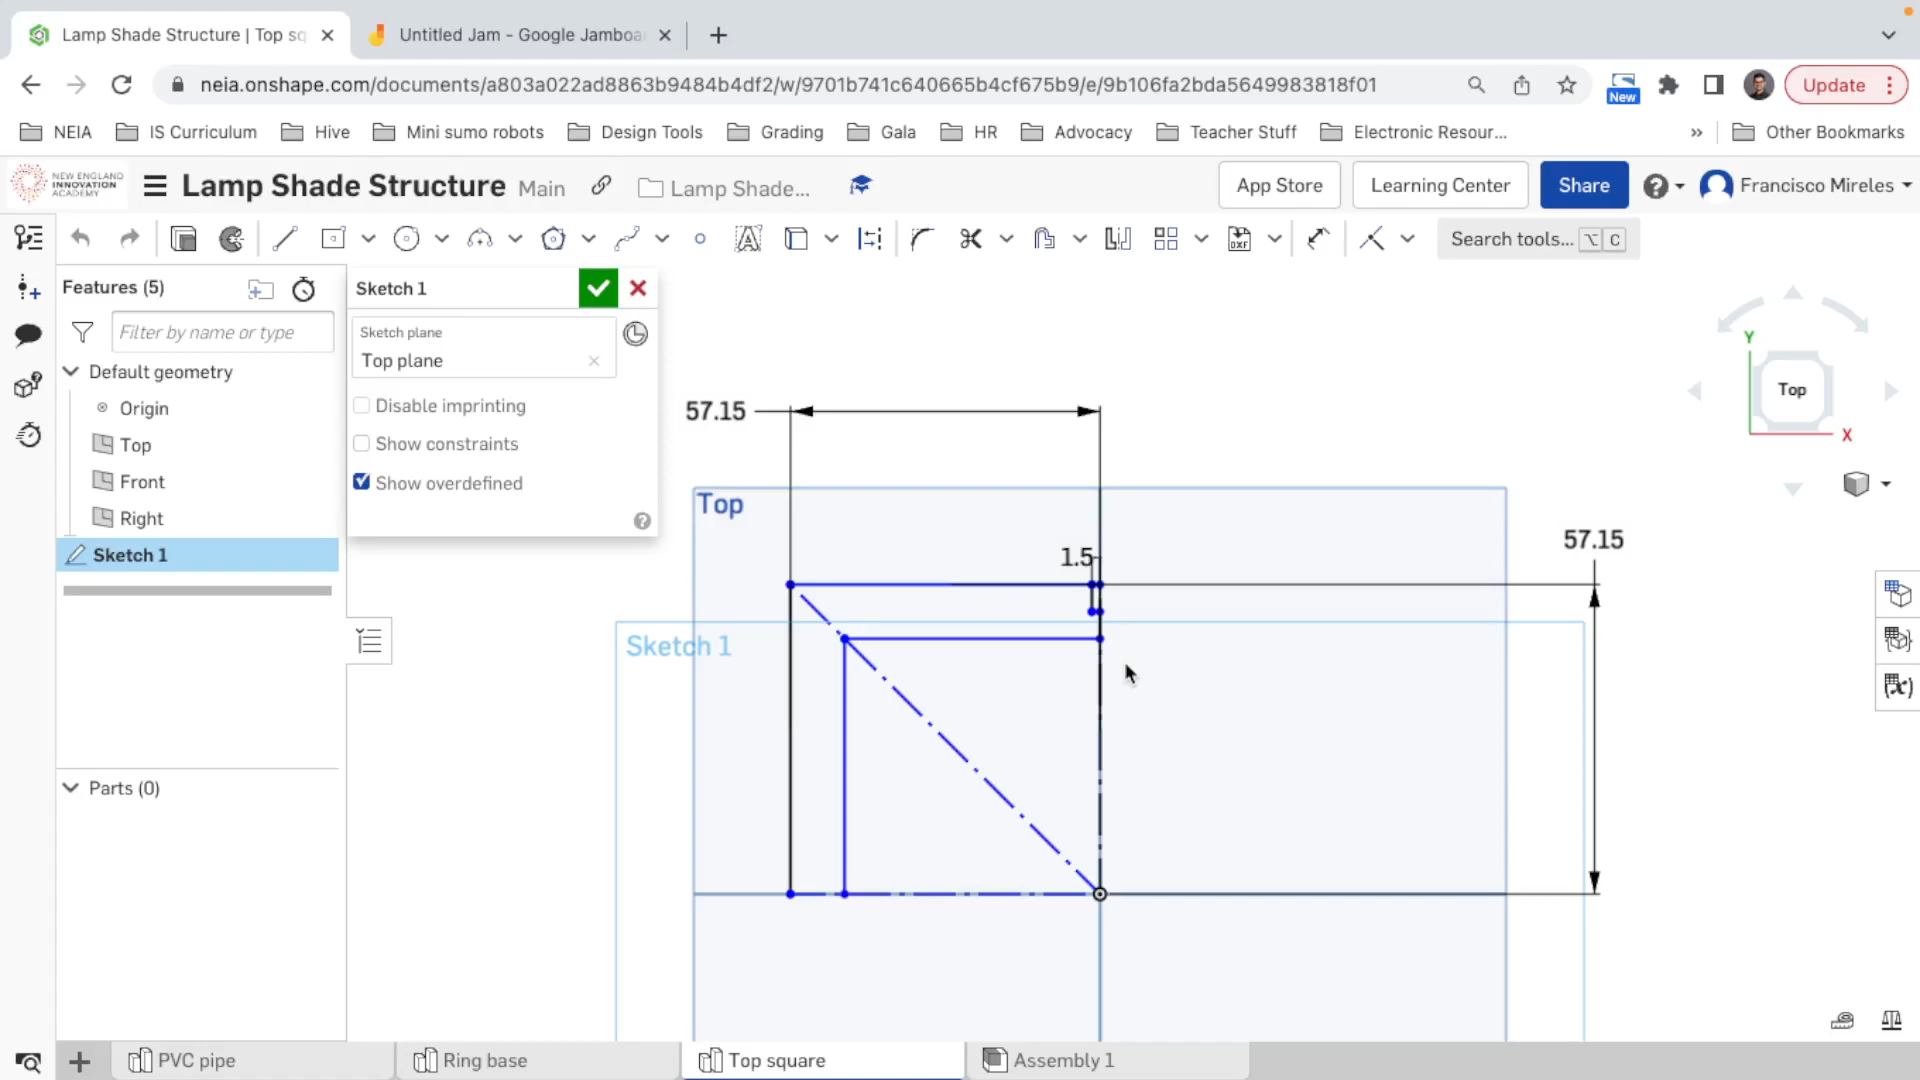 Lamp Shade Structure | Top sq
Untitled Jam - Google Jamboa
neia.onshape.com/documents/a803a022ad8863b9484b4df2/w/9701b741c640665b4cf675b9/e/9b106fa2bda5649983818f01
New
Update
NEIA
IS Curriculum
Hive
Mini sumo robots
Design Tools
Grading
Gala
HR
Advocacy
Teacher Stuff
Electronic Resour...
»
Other Bookmarks
NEW ENGLAND
INNOVATION
ACADEMY
Lamp Shade Structure
Main
Lamp Shade...
App Store
Learning Center
Share
Francisco Mireles
DXF
Search tools... ⌥ C
Features (5)
Filter by name or type
Default geometry
Origin
Top
Front
Right
Sketch 1
Parts (0)
Sketch 1
Sketch plane
Top plane
Disable imprinting
Show constraints
Show overdefined
57.15
Top
1.5
57.15
Sketch 1
Y
Top
X
(x)
PVC pipe
Ring base
Top square
Assembly 1